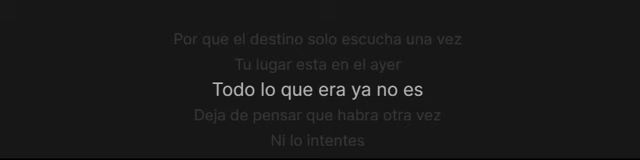 Por que el destino solo escucha una vez
Tu lugar esta en el ayer
Todo lo que era ya no es
Deja de pensar que habra otra vez
Ni lo intentes